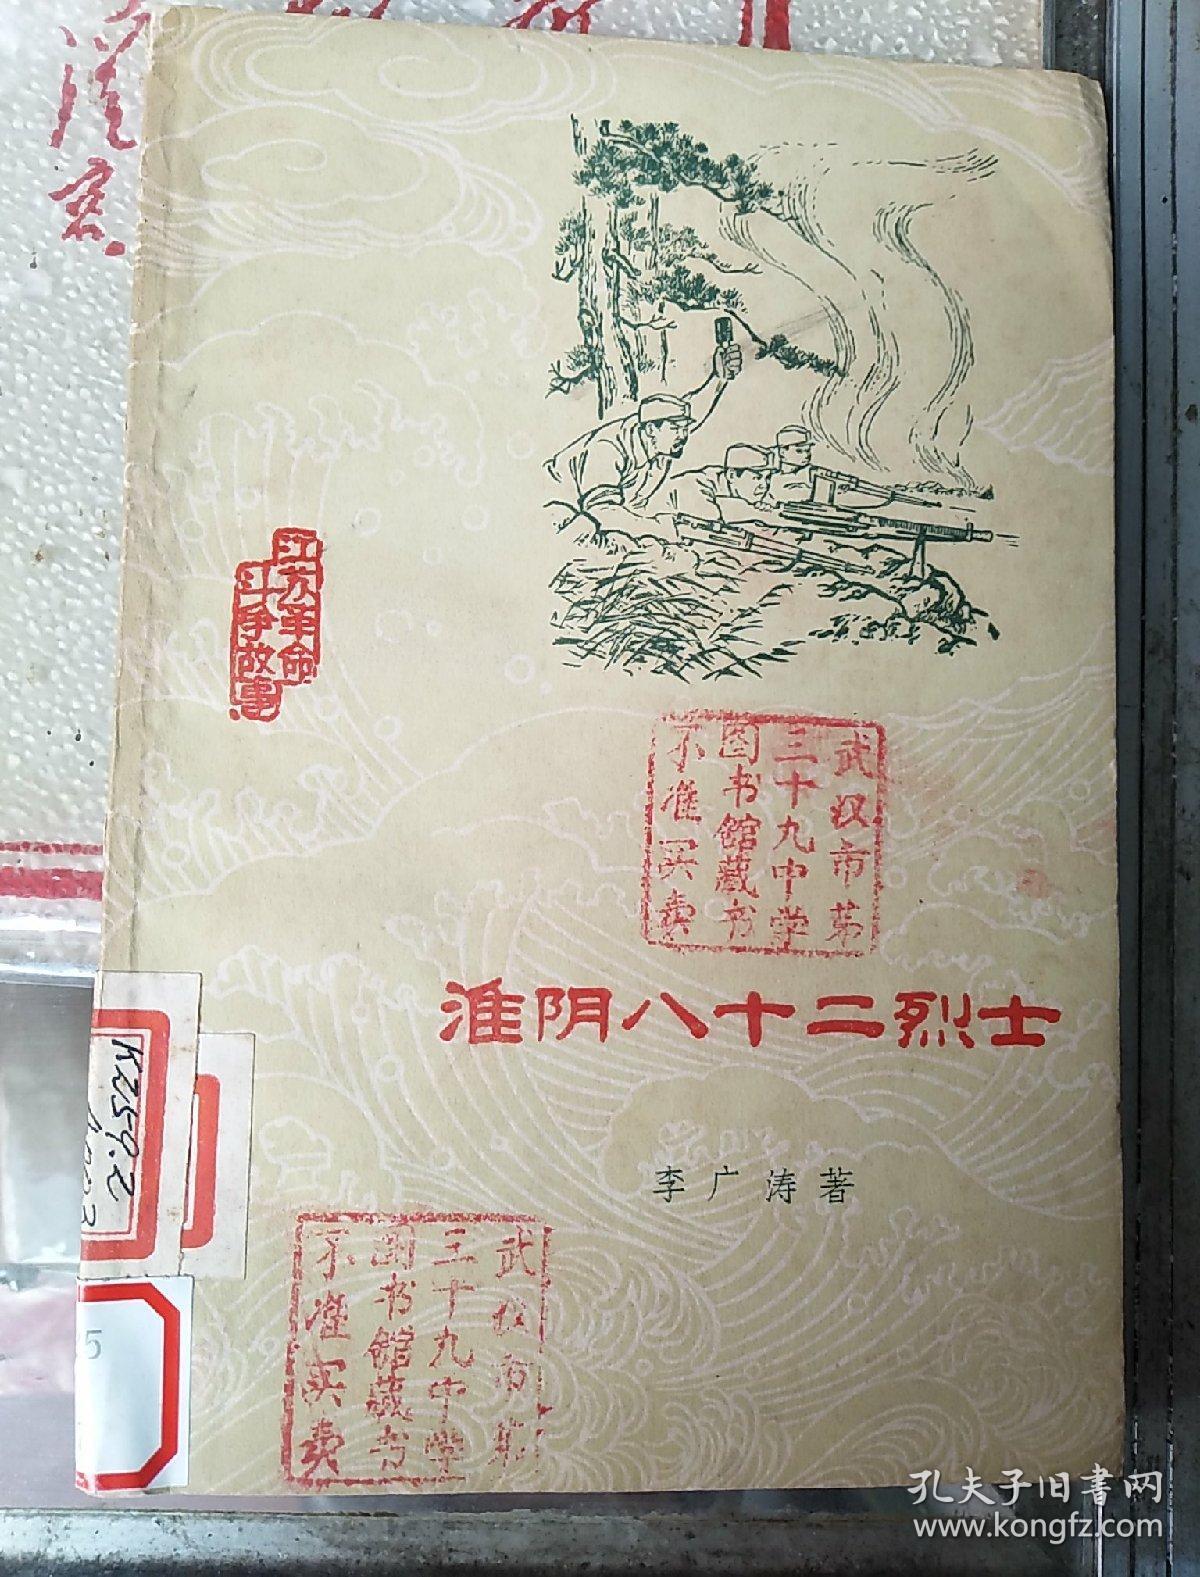 江苏革命
斗争故事
武汉市第
三十九中学
图书馆藏书
不准买卖
淮阴八十二烈士
李广涛著
K259.2
5
武汉市第
三十九中学
图书馆藏书
不准买卖
孔夫子旧书网
www.kongfz.com